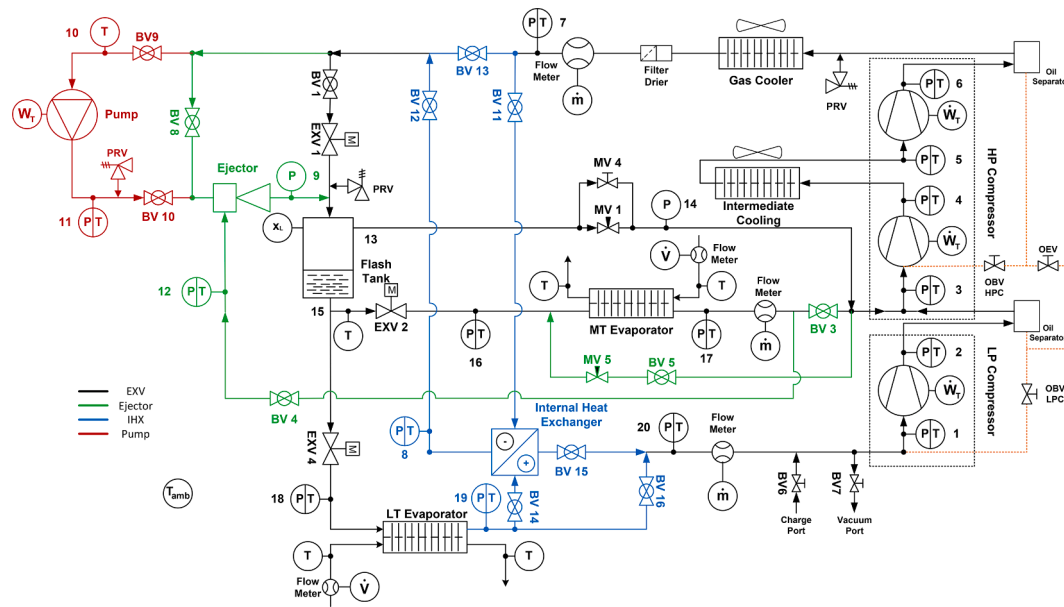 10
T
BV9
BV 13
P T
7
Flow
Meter
ṁ
Filter
Drier
Gas Cooler
PRV
Oil
Separator
P T
6
Ẇ_T
HP Compressor
W_T
Pump
BV 8
BV 1
EXV 1
M
BV 12
BV 11
PRV
Ejector
P
9
PRV
P T
11
BV 10
MV 4
MV 1
P
14
Intermediate
Cooling
P T
5
P T
4
Ẇ_T
X_L
13
Flash
Tank
V̇
Flow
Meter
OEV
OBV
HPC
12
P T
15
T
M
EXV 2
P T
16
T
MT Evaporator
T
P T
17
Flow
Meter
ṁ
BV 3
P T
3
Oil
Separator
MV 5
BV 5
P T
2
LP Compressor
Ẇ_T
OBV
LPC
EXV
Ejector
IHX
Pump
BV 4
EXV 4
M
P T
8
Internal Heat
Exchanger
-
+
BV 15
20
P T
Flow
Meter
ṁ
P T
1
T_amb
18
P T
19
P T
BV 14
BV 16
BV6
BV7
Charge
Port
Vacuum
Port
LT Evaporator
T
T
Flow
Meter
V̇